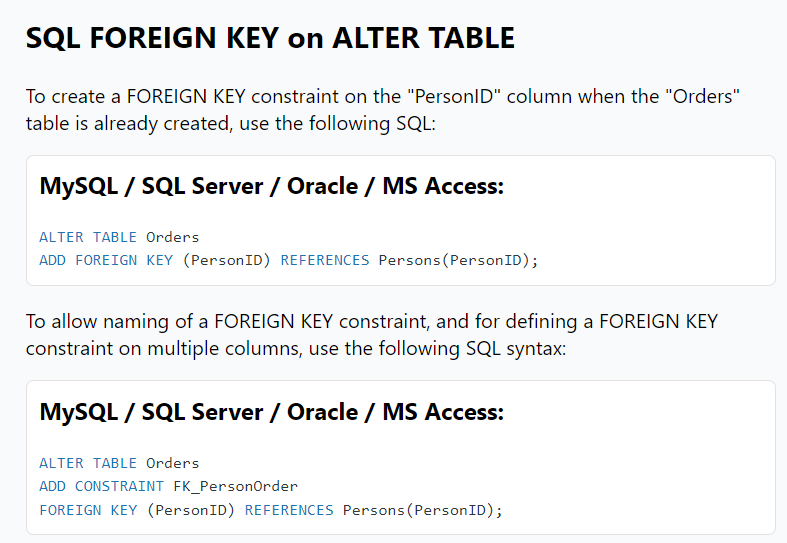 SQL FOREIGN KEY on ALTER TABLE
To create a FOREIGN KEY constraint on the "PersonID" column when the "Orders"
table is already created, use the following SQL:
MySQL / SQL Server / Oracle / MS Access:
ALTER TABLE Orders
ADD FOREIGN KEY (PersonID) REFERENCES Persons(PersonID);
To allow naming of a FOREIGN KEY constraint, and for defining a FOREIGN KEY
constraint on multiple columns, use the following SQL syntax:
MySQL / SQL Server / Oracle / MS Access:
ALTER TABLE Orders
ADD CONSTRAINT FK_PersonOrder
FOREIGN KEY (PersonID) REFERENCES Persons(PersonID);